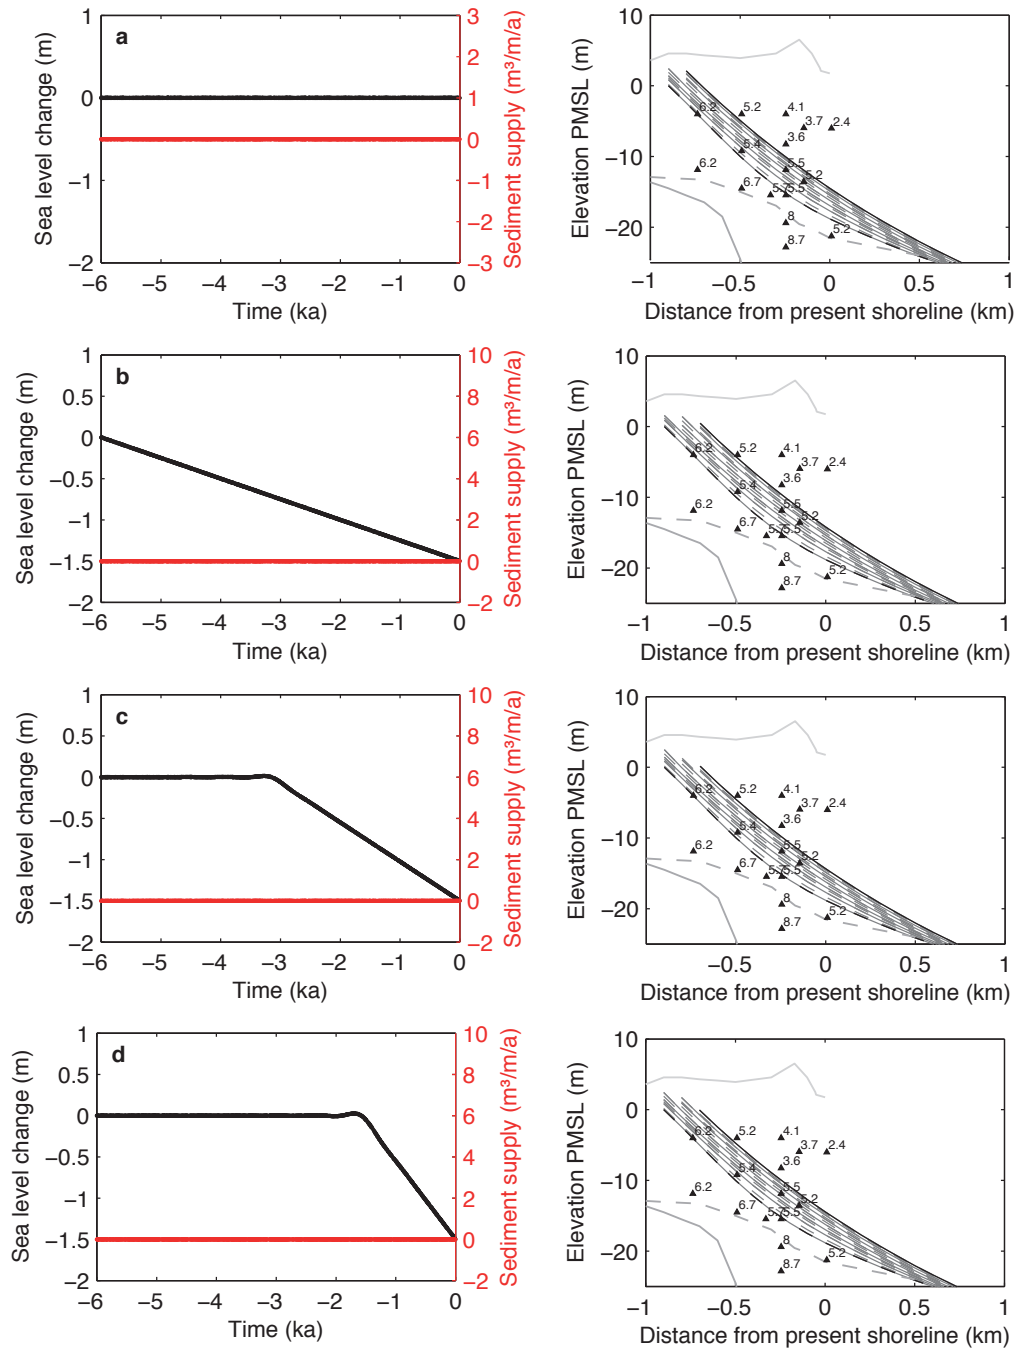 a
Sea level change (m)
1
0
−1
−2
3
2
1
0
−1
−2
−3
Sediment supply (m³/m/a)
−6 −5 −4 −3 −2 −1 0
Time (ka)
Elevation PMSL (m)
10
0
−10
−20
6.2 5.2 4.1
3.7 2.4
3.6
5.4
5.5
6.2 5.2
6.7 5.7 5.5
8
5.2
8.7
−1 −0.5 0 0.5 1
Distance from present shoreline (km)
b
Sea level change (m)
1
0.5
0
−0.5
−1
−1.5
−2
10
8
6
4
2
0
−2
Sediment supply (m³/m/a)
−6 −5 −4 −3 −2 −1 0
Time (ka)
Elevation PMSL (m)
10
0
−10
−20
6.2 5.2 4.1
3.7 2.4
3.6
5.4
5.5
6.2 5.2
6.7 5.7 5.5
8
5.2
8.7
−1 −0.5 0 0.5 1
Distance from present shoreline (km)
c
Sea level change (m)
1
0.5
0
−0.5
−1
−1.5
−2
10
8
6
4
2
0
−2
Sediment supply (m³/m/a)
−6 −5 −4 −3 −2 −1 0
Time (ka)
Elevation PMSL (m)
10
0
−10
−20
6.2 5.2 4.1
3.7 2.4
3.6
5.4
5.5
6.2 5.2
6.7 5.7 5.5
8
5.2
8.7
−0.5 0 0.5 1
Distance from present shoreline (km)
d
Sea level change (m)
1
0.5
0
−0.5
−1
−1.5
−2
10
8
6
4
2
0
−2
Sediment supply (m³/m/a)
−6 −5 −4 −3 −2 −1 0
Time (ka)
Elevation PMSL (m)
10
0
−10
−20
6.2 5.2 4.1
3.7 2.4
3.6
5.4
5.5
6.2 5.2
6.7 5.7 5.5
8
5.2
8.7
−1 −0.5 0 0.5 1
Distance from present shoreline (km)